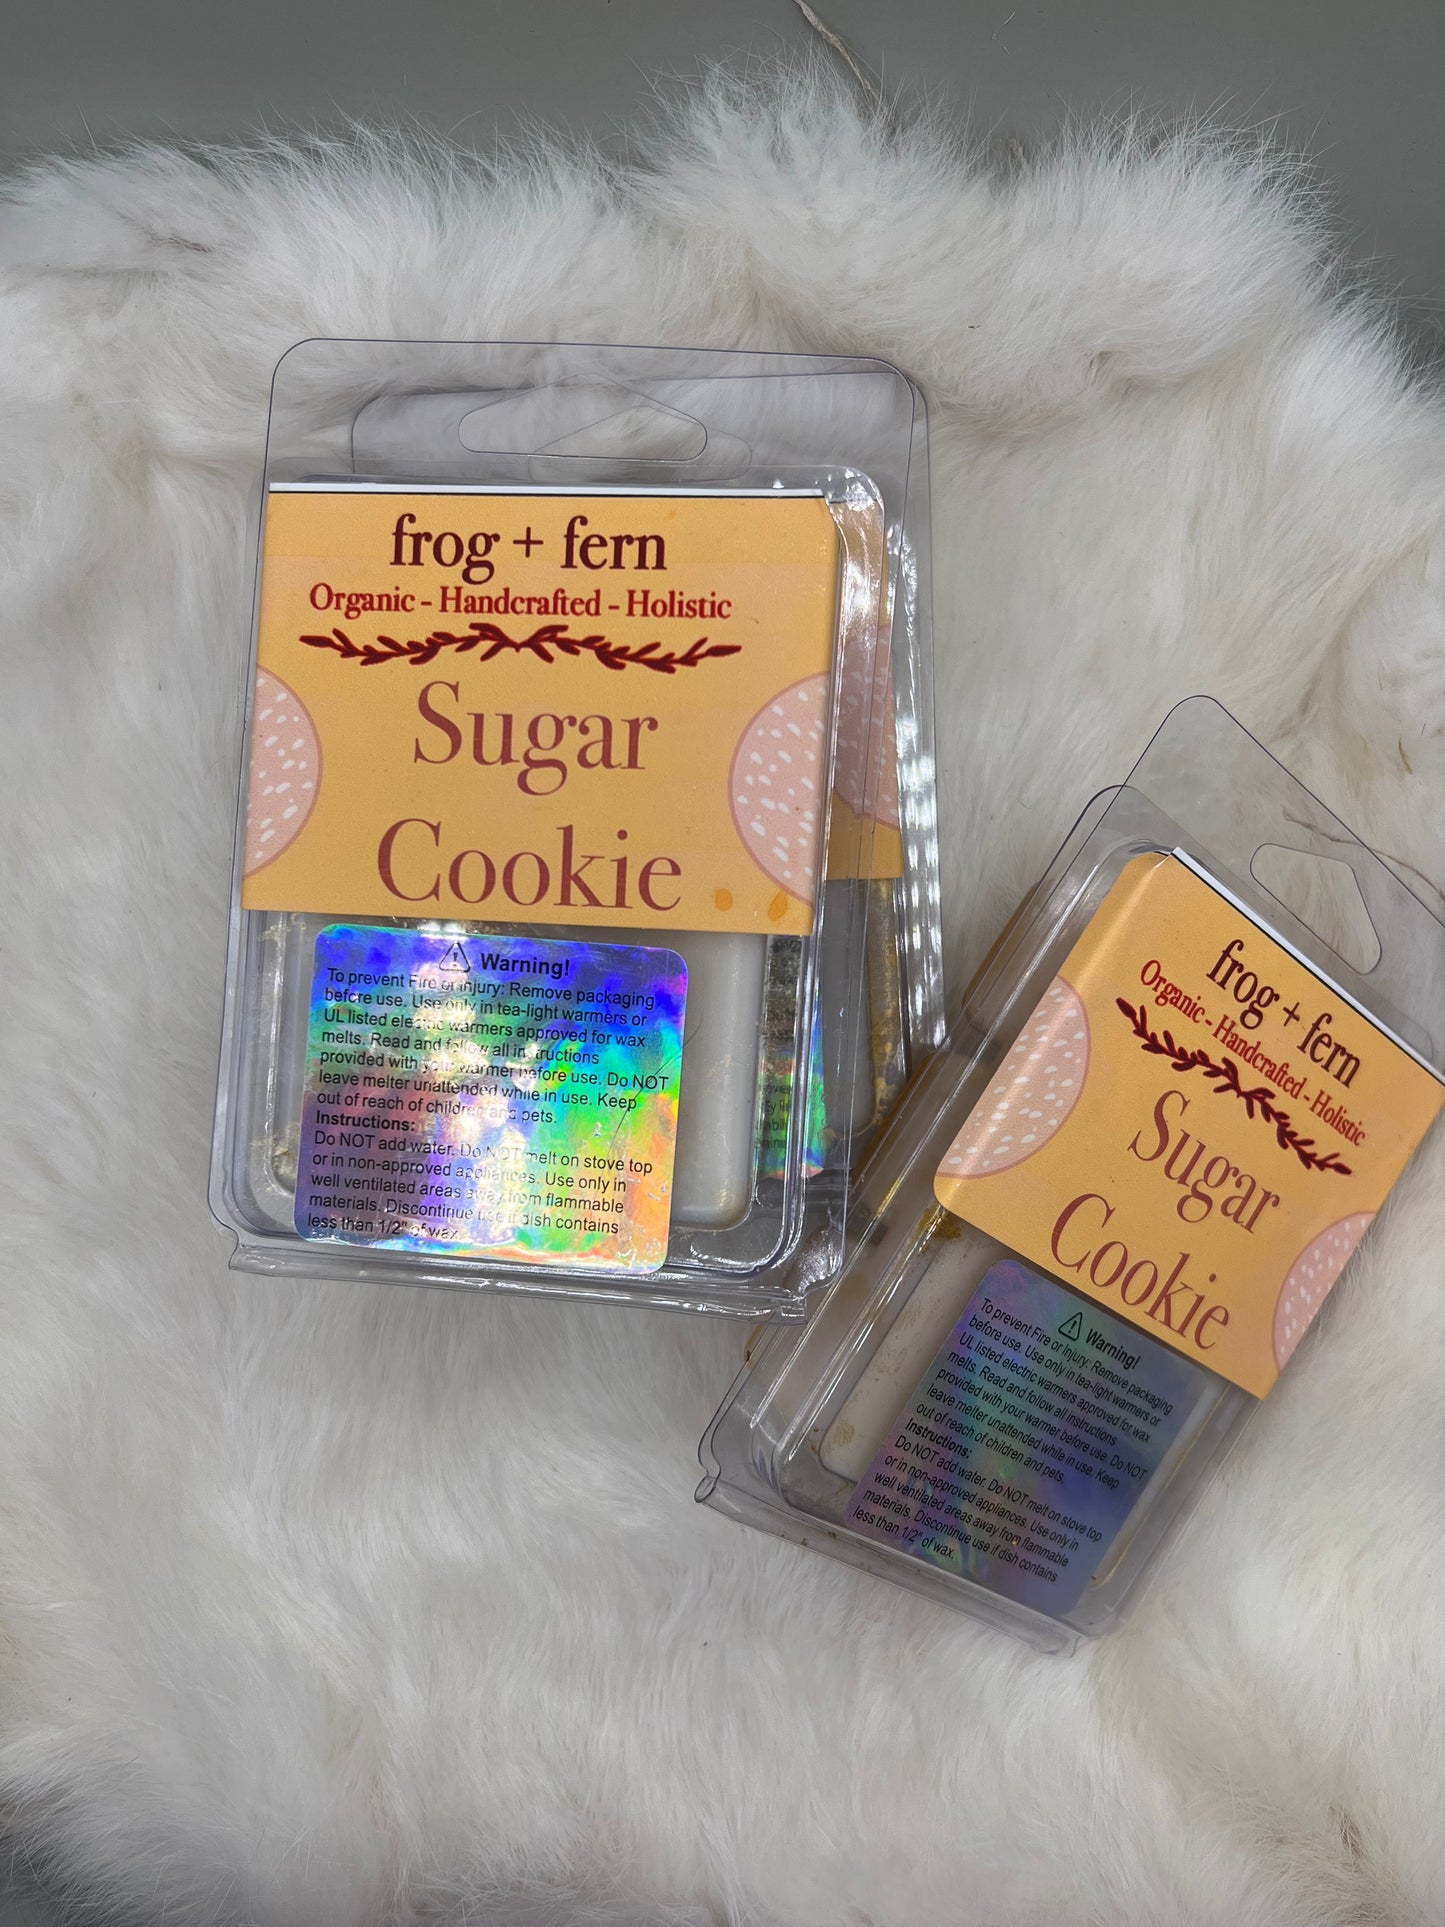 frog + fern
Organic - Handcrafted - Holistic
Sugar
Cookie
Warning!
To prevent Fire or Injury: Remove packaging
before use. Use only in tea-light warmers or
UL listed electric warmers approved for wax
melts. Read and follow all instructions
provided with your warmer before use. Do NOT
leave melter unattended while in use. Keep
out of reach of children and pets.
Instructions:
Do NOT add water. Do NOT melt on stove top
or in non-approved appliances. Use only in
well ventilated areas away from flammable
materials. Discontinue use if dish contains
less than 1/2" of wax.
frog + fern
Organic - Handcrafted - Holistic
Sugar
Cookie
Warning!
To prevent Fire or Injury: Remove packaging
before use. Use only in tea-light warmers or
UL listed electric warmers approved for wax
melts. Read and follow all instructions
provided with your warmer before use. Do NOT
leave melter unattended while in use. Keep
out of reach of children and pets.
Instructions:
Do NOT add water. Do NOT melt on stove top
or in non-approved appliances. Use only in
well ventilated areas away from flammable
materials. Discontinue use if dish contains
less than 1/2" of wax.